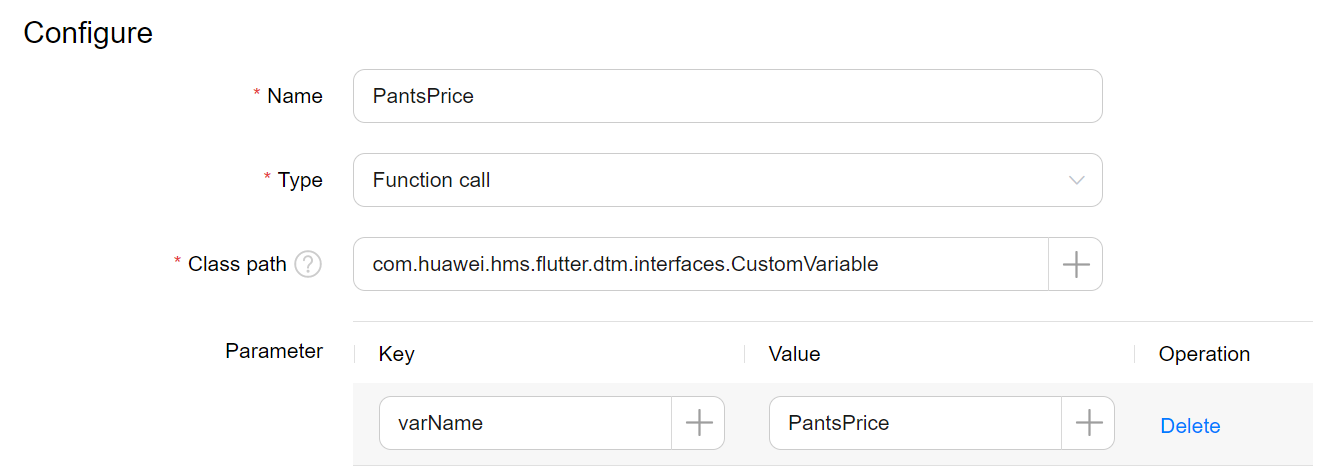 Configure
* Name PantsPrice
* Type Function call
* Class path ? com.huawei.hms.flutter.dtm.interfaces.CustomVariable
Parameter Key Value Operation
varName PantsPrice Delete